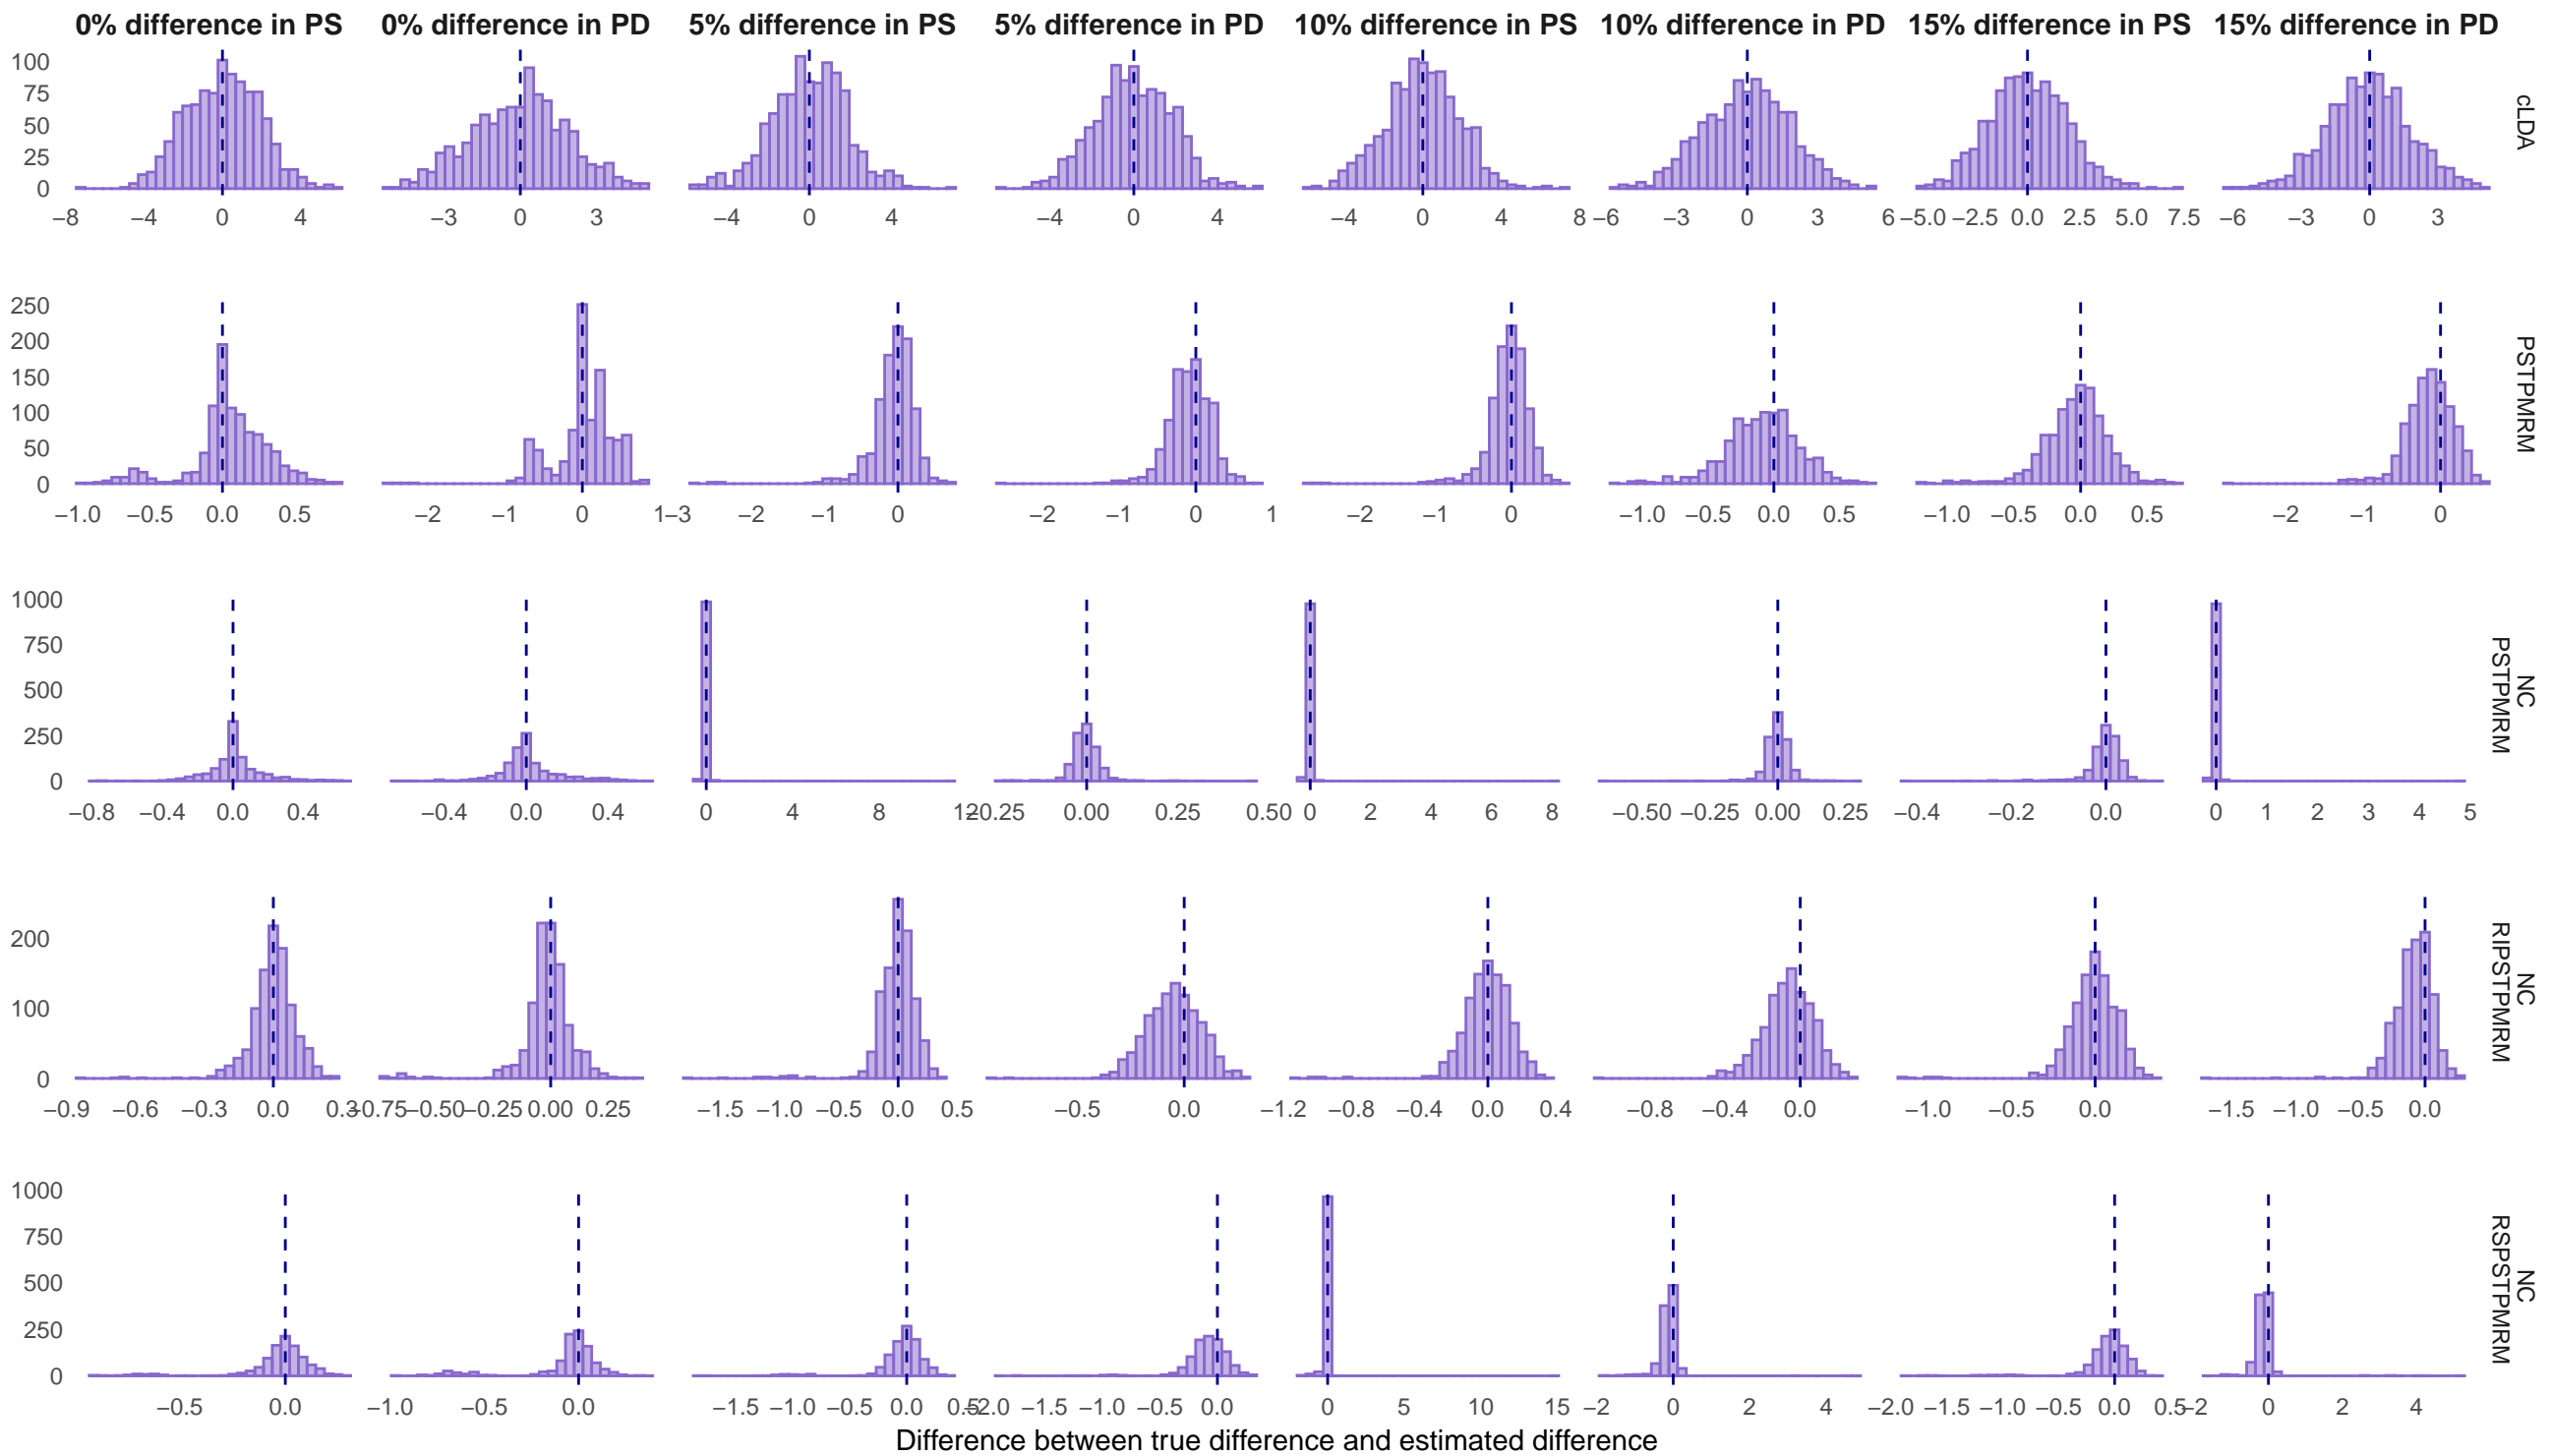 0% difference in PS 0% difference in PD 5% difference in PS 5% difference in PD 10% difference in PS 10% difference in PD 15% difference in PS 15% difference in PD
100
75
50
25
0
cLDA
−8 −4 0 4 −3 0 3 −4 0 4 −4 0 4 −4 0 4 8 −6 −3 0 3 6 −5.0 −2.5 0.0 2.5 5.0 7.5 −6 −3 0 3
250
200
150
100
50
0
PSTPMRM
−1.0 −0.5 0.0 0.5 −2 −1 0 1 −3 −2 −1 0 −2 −1 0 1 −2 −1 0 −1.0 −0.5 0.0 0.5 −1.0 −0.5 0.0 0.5 −2 −1 0
1000
750
500
250
0
NC
PSTPMRM
−0.8 −0.4 0.0 0.4 −0.4 0.0 0.4 0 4 8 12 −0.25 0.00 0.25 0.50 0 2 4 6 8 −0.50 −0.25 0.00 0.25 −0.4 −0.2 0.0 0 1 2 3 4 5
200
100
0
NC
RIPSTPMRM
−0.9 −0.6 −0.3 0.0 0.3 −0.75 −0.50 −0.25 0.00 0.25 −1.5 −1.0 −0.5 0.0 0.5 −0.5 0.0 −1.2 −0.8 −0.4 0.0 0.4 −0.8 −0.4 0.0 −1.0 −0.5 0.0 −1.5 −1.0 −0.5 0.0
1000
750
500
250
0
NC
RSPSTPMRM
−0.5 0.0 −1.0 −0.5 0.0 −1.5 −1.0 −0.5 0.0 0.5 −2.0 −1.5 −1.0 −0.5 0.0 0 5 10 15 −2 0 2 4 −2.0 −1.5 −1.0 −0.5 0.0 0.5 −2 0 2 4
Difference between true difference and estimated difference